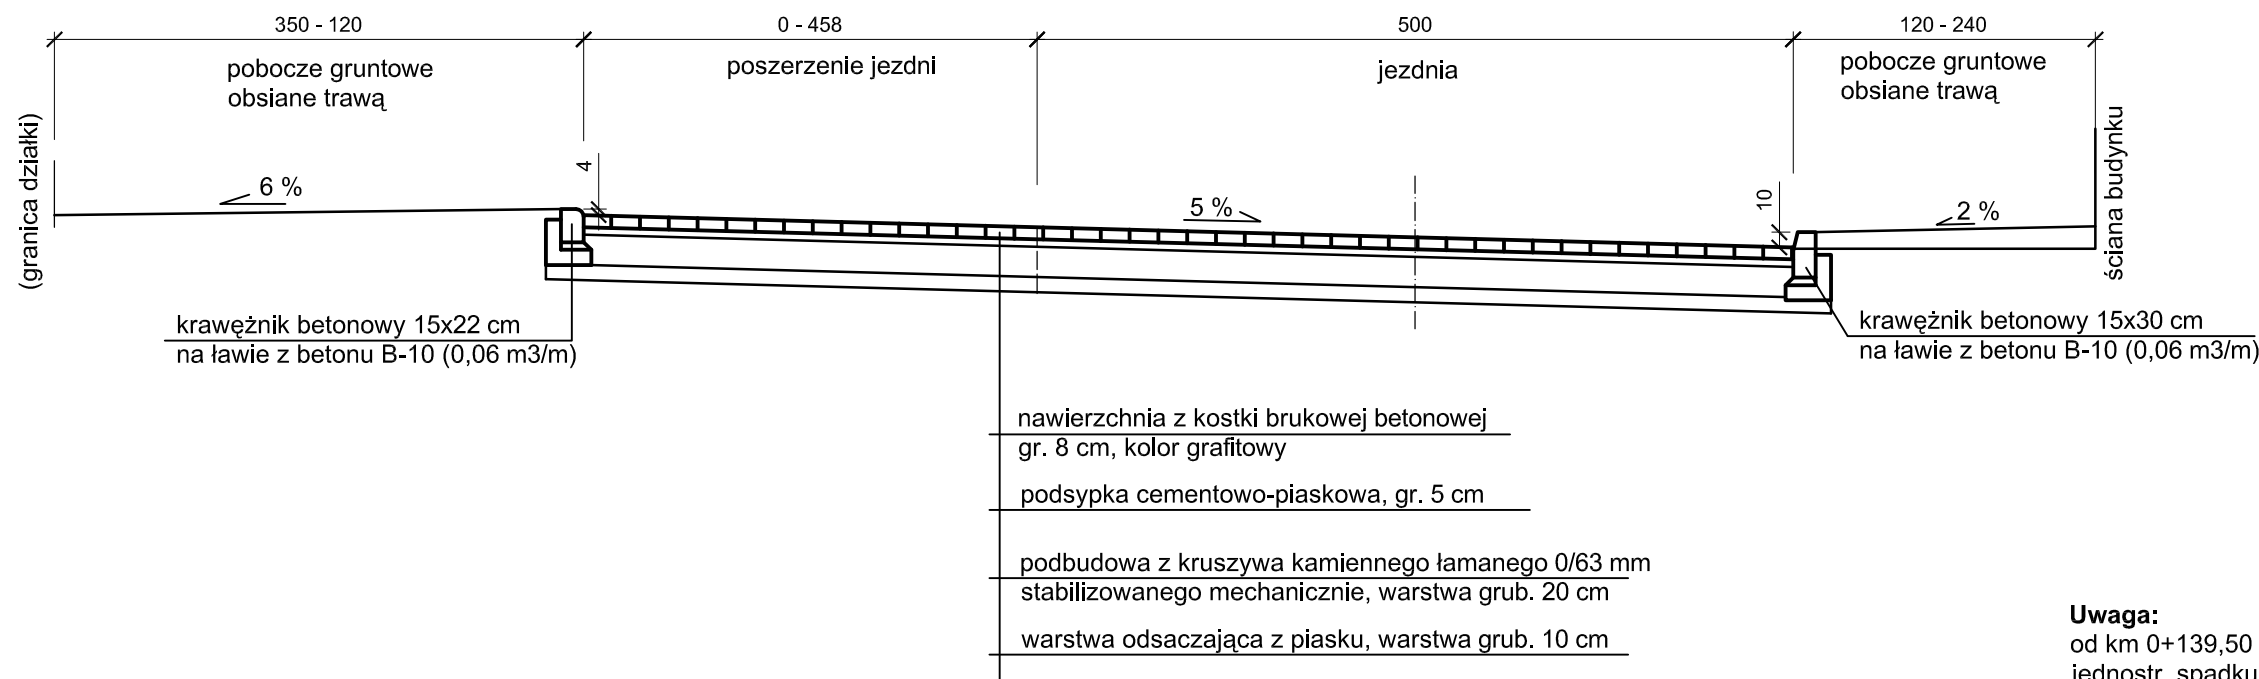 350 - 120
0 - 458
500
120 - 240
pobocze gruntowe
obsiane trawą
poszerzenie jezdni
jezdnia
pobocze gruntowe
obsiane trawą
(granica działki)
ściana budynku
4
10
6 %
5 %
2 %
krawężnik betonowy 15x22 cm
na ławie z betonu B-10 (0,06 m3/m)
krawężnik betonowy 15x30 cm
na ławie z betonu B-10 (0,06 m3/m)
nawierzchnia z kostki brukowej betonowej
gr. 8 cm, kolor grafitowy
podsypka cementowo-piaskowa, gr. 5 cm
podbudowa z kruszywa kamiennego łamanego 0/63 mm
stabilizowanego mechanicznie, warstwa grub. 20 cm
warstwa odsaczająca z piasku, warstwa grub. 10 cm
Uwaga:
od km 0+139,50
jednostr. spadku